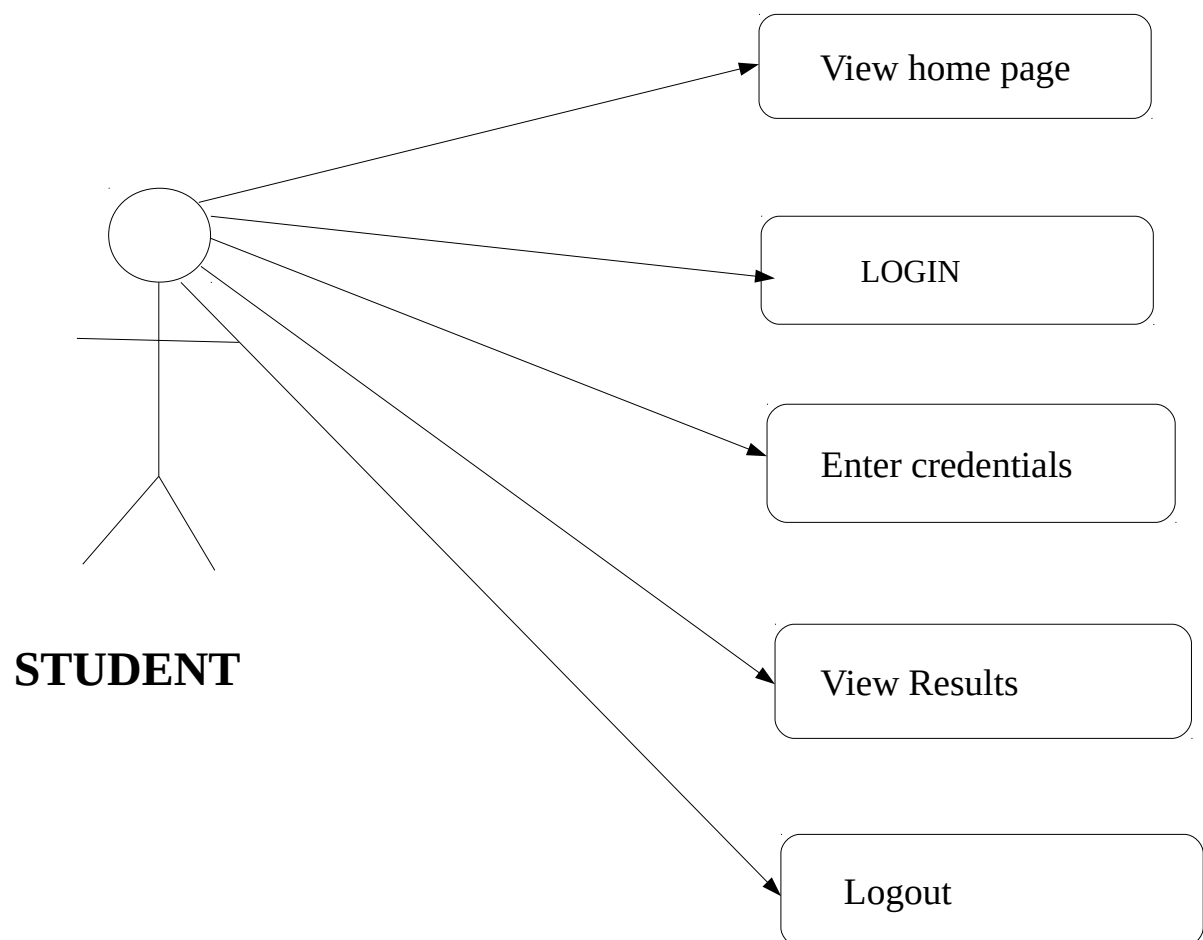 View home page
LOGIN
Enter credentials
STUDENT
View Results
Logout